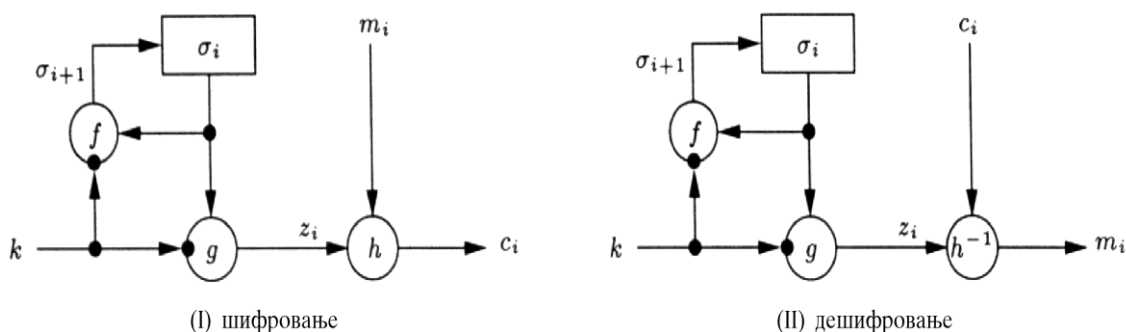 σ_i
m_i
σ_{i+1}
f
k
g
z_i
h
c_i
(I) шифровање
σ_i
c_i
σ_{i+1}
f
k
g
z_i
h^{-1}
m_i
(II) дешифровање